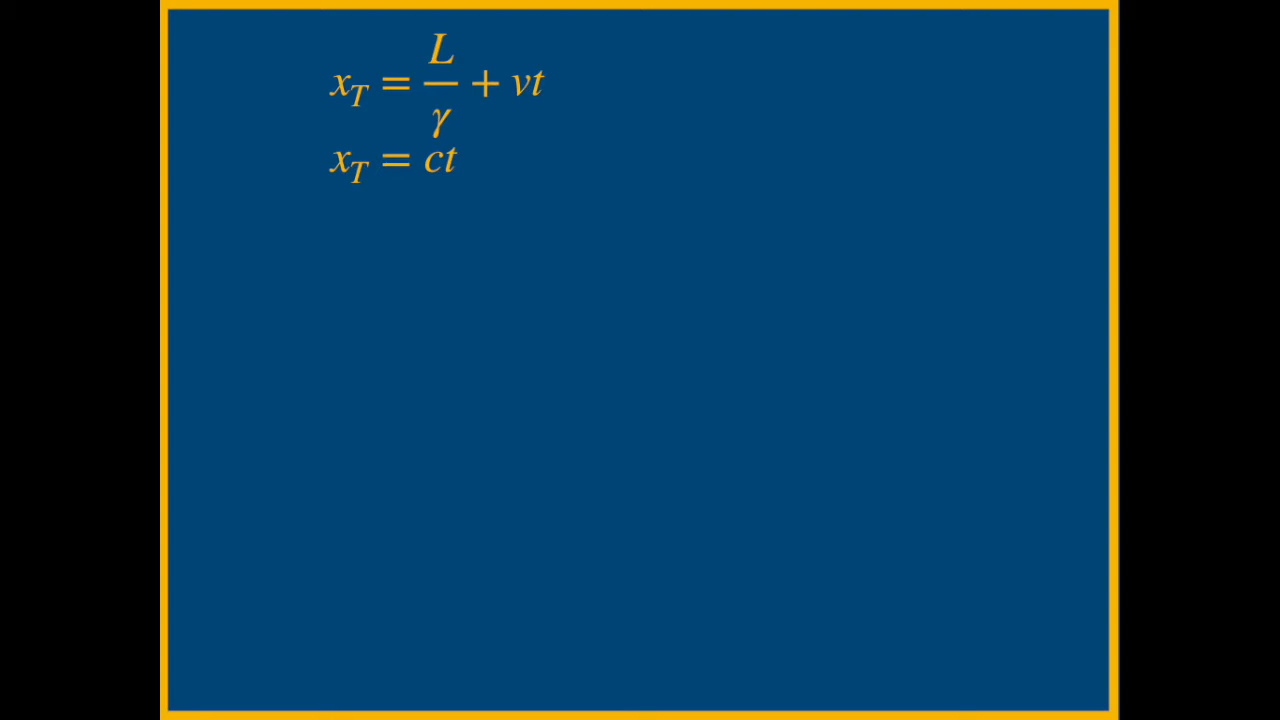 x_T = L/γ + vt
x_T = ct